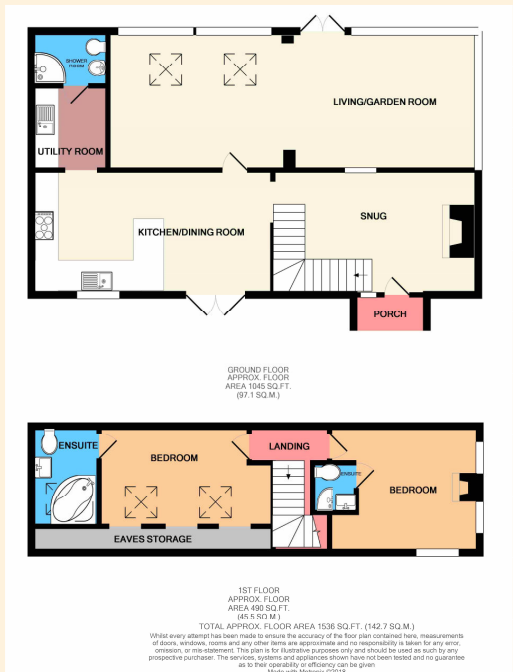 SHOWER
ROOM
LIVING/GARDEN ROOM
UTILITY ROOM
SNUG
KITCHEN/DINING ROOM
PORCH
GROUND FLOOR
APPROX. FLOOR
AREA 1045 SQ.FT.
(97.1 SQ.M.)
ENSUITE
BEDROOM
LANDING
ENSUITE
BEDROOM
EAVES STORAGE
1ST FLOOR
APPROX. FLOOR
AREA 490 SQ.FT.
(45.5 SQ.M.)
TOTAL APPROX. FLOOR AREA 1536 SQ.FT. (142.7 SQ.M.)
Whilst every attempt has been made to ensure the accuracy of the floor plan contained here, measurements
of doors, windows, rooms and any other items are approximate and no responsibility is taken for any error,
omission, or mis-statement. This plan is for illustrative purposes only and should be used as such by any
prospective purchaser. The services, systems and appliances shown have not been tested and no guarantee
as to their operability or efficiency can be given
Made with Metropix ©2018